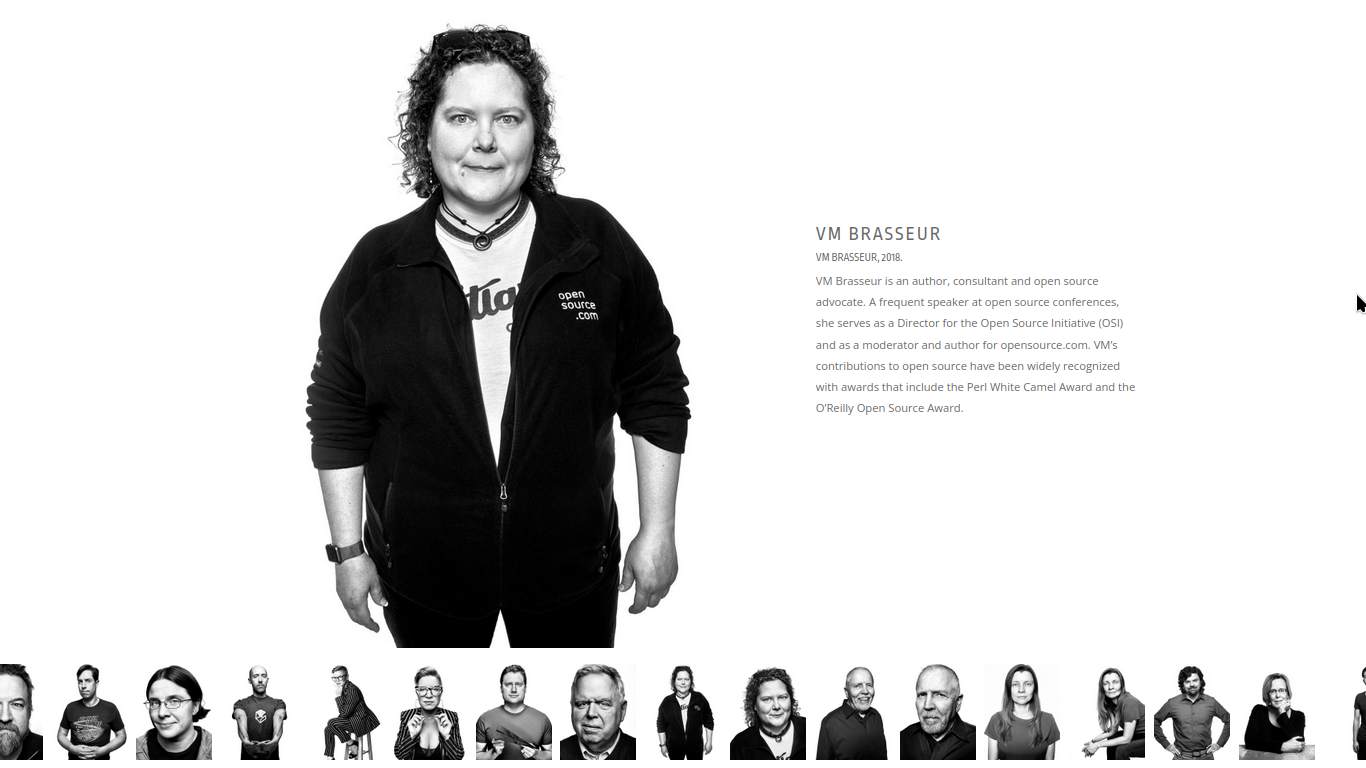 VM BRASSEUR
VM BRASSEUR, 2018.
VM Brasseur is an author, consultant and open source
advocate. A frequent speaker at open source conferences,
she serves as a Director for the Open Source Initiative (OSI)
and as a moderator and author for opensource.com. VM's
contributions to open source have been widely recognized
with awards that include the Perl White Camel Award and the
O'Reilly Open Source Award.
open
source
.com